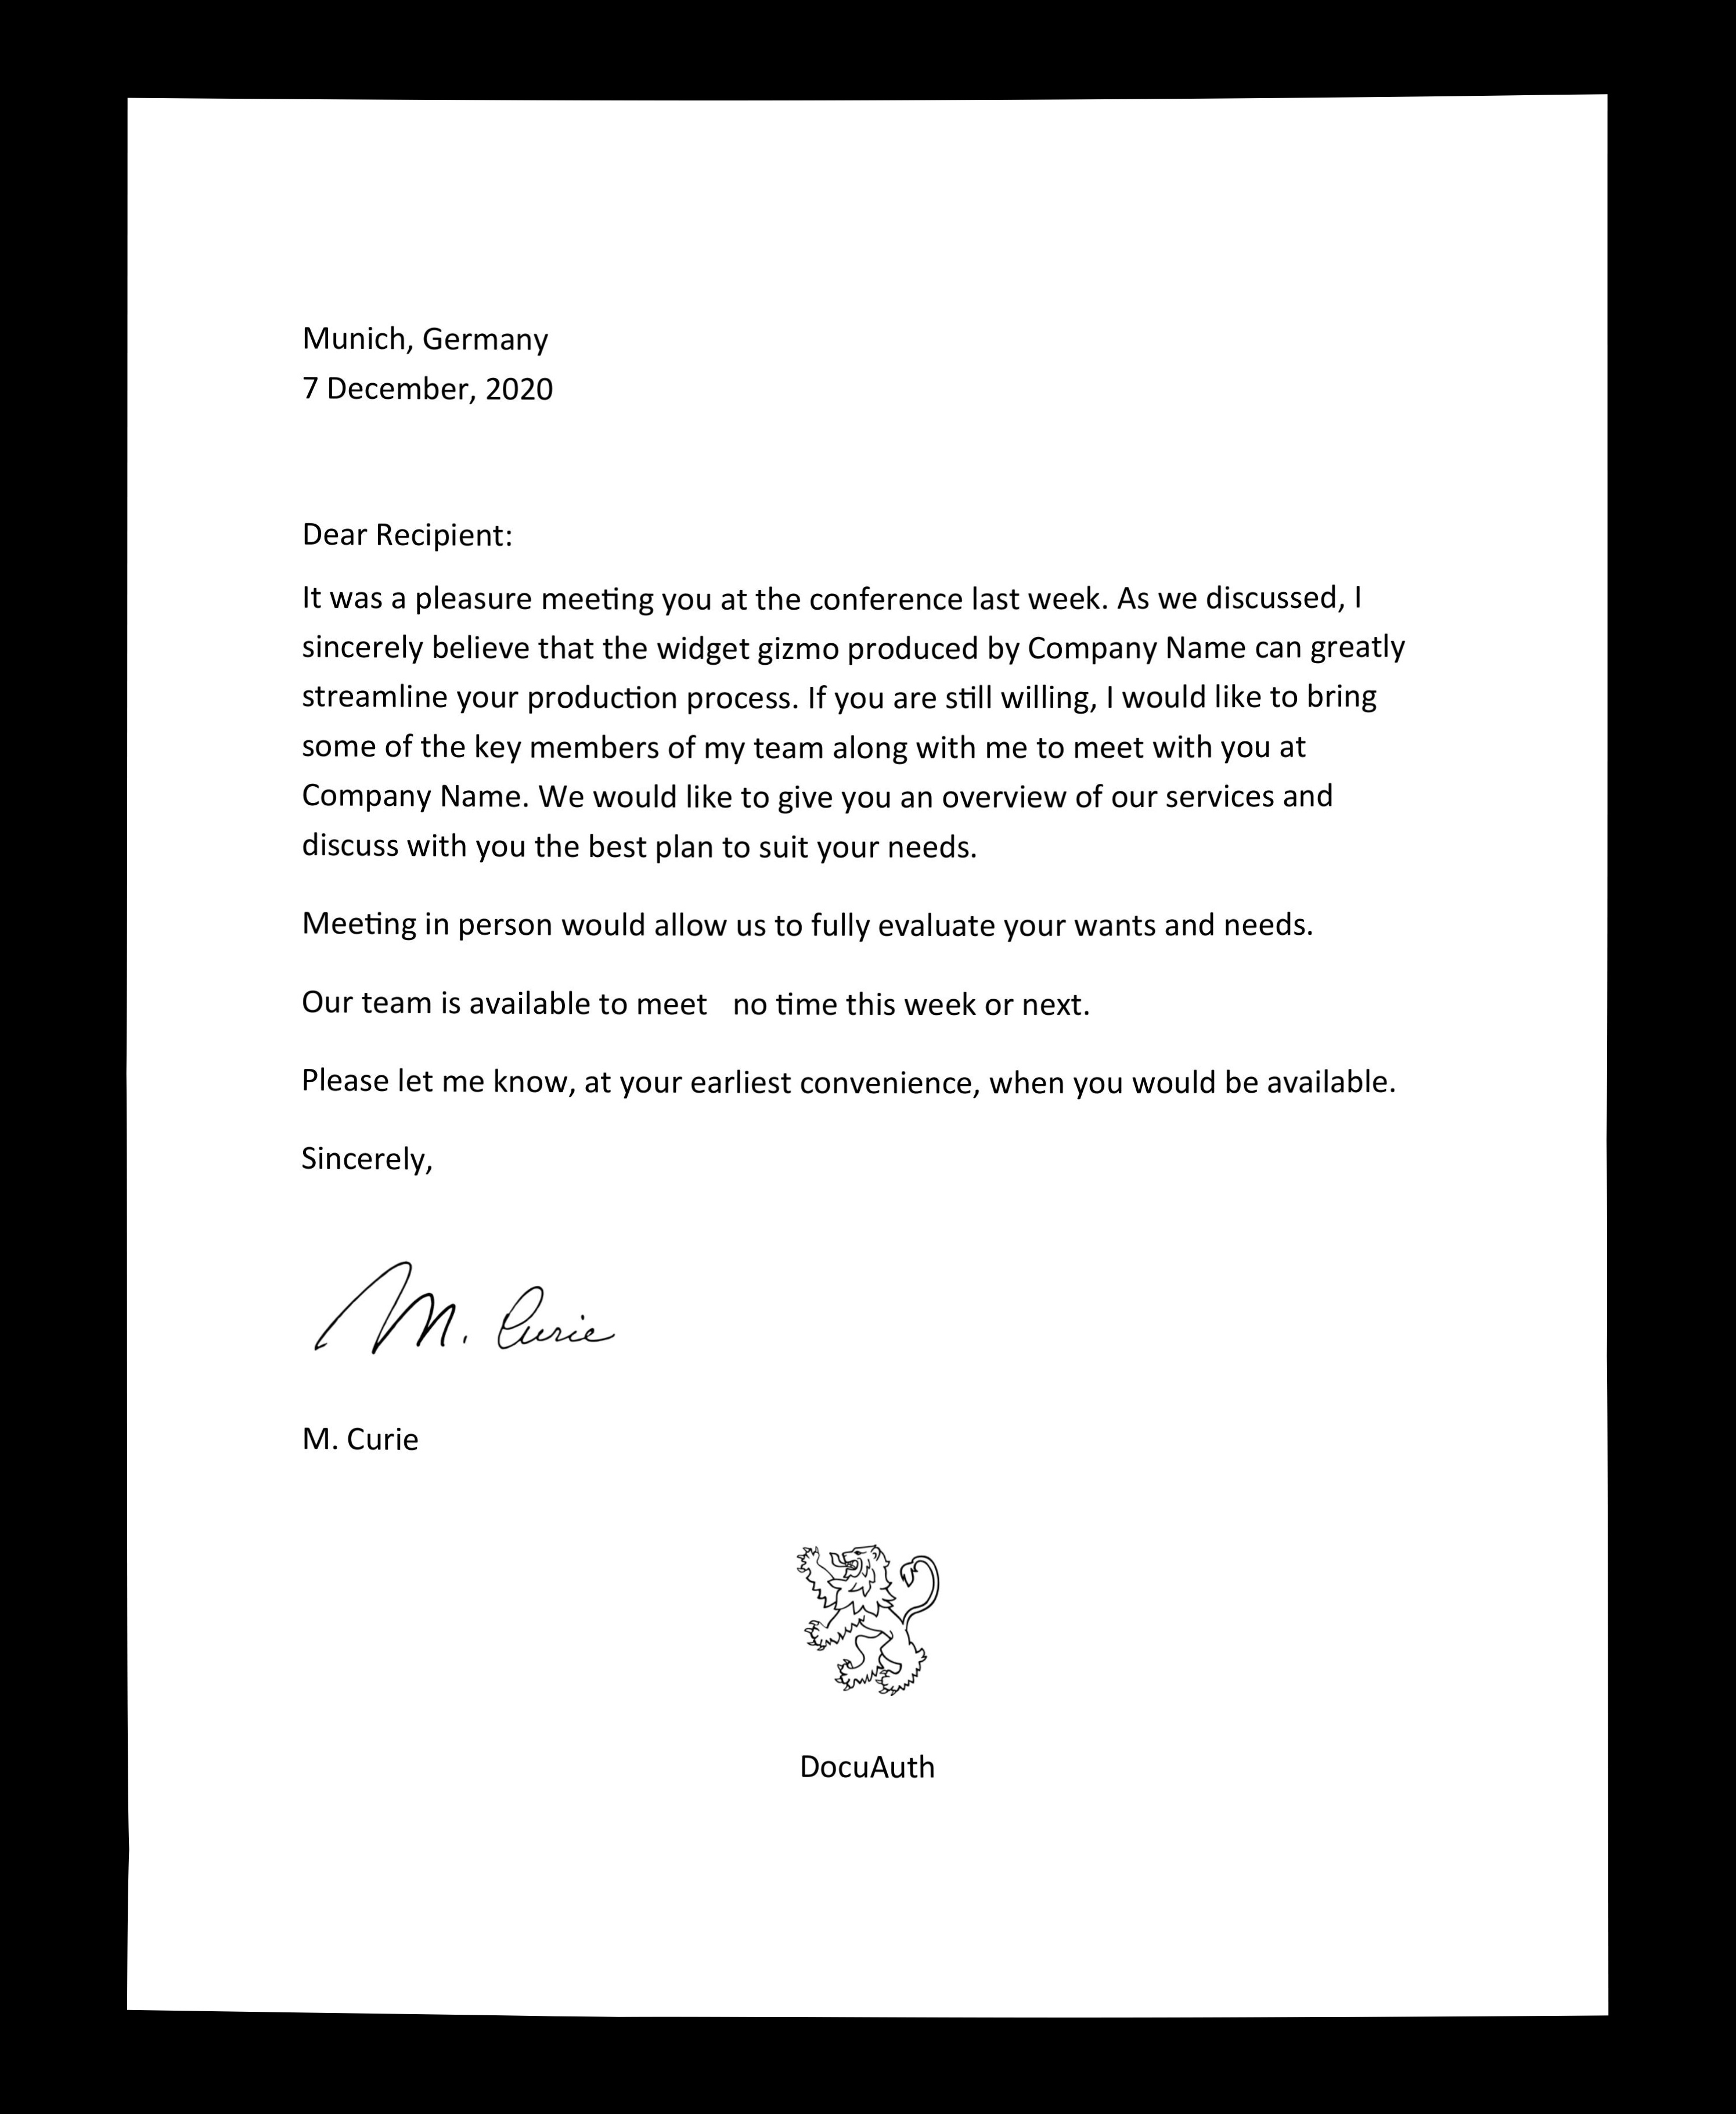 Munich, Germany
7 December, 2020
Dear Recipient:
It was a pleasure meeting you at the conference last week. As we discussed, I
sincerely believe that the widget gizmo produced by Company Name can greatly
streamline your production process. If you are still willing, I would like to bring
some of the key members of my team along with me to meet with you at
Company Name. We would like to give you an overview of our services and
discuss with you the best plan to suit your needs.
Meeting in person would allow us to fully evaluate your wants and needs.
Our team is available to meet no time this week or next.
Please let me know, at your earliest convenience, when you would be available.
Sincerely,
M. Curie
M. Curie
DocuAuth